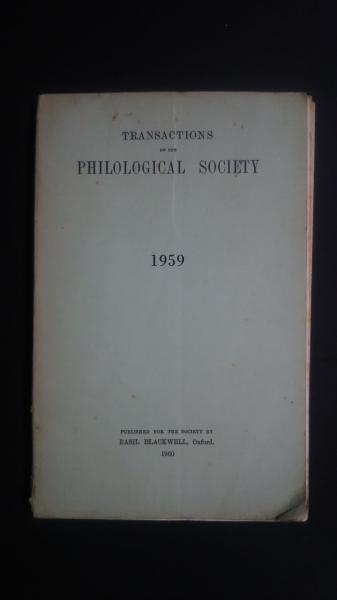 TRANSACTIONS
OF THE
PHILOLOGICAL SOCIETY
1959
PUBLISHED FOR THE SOCIETY BY
BASIL BLACKWELL, Oxford.
1960